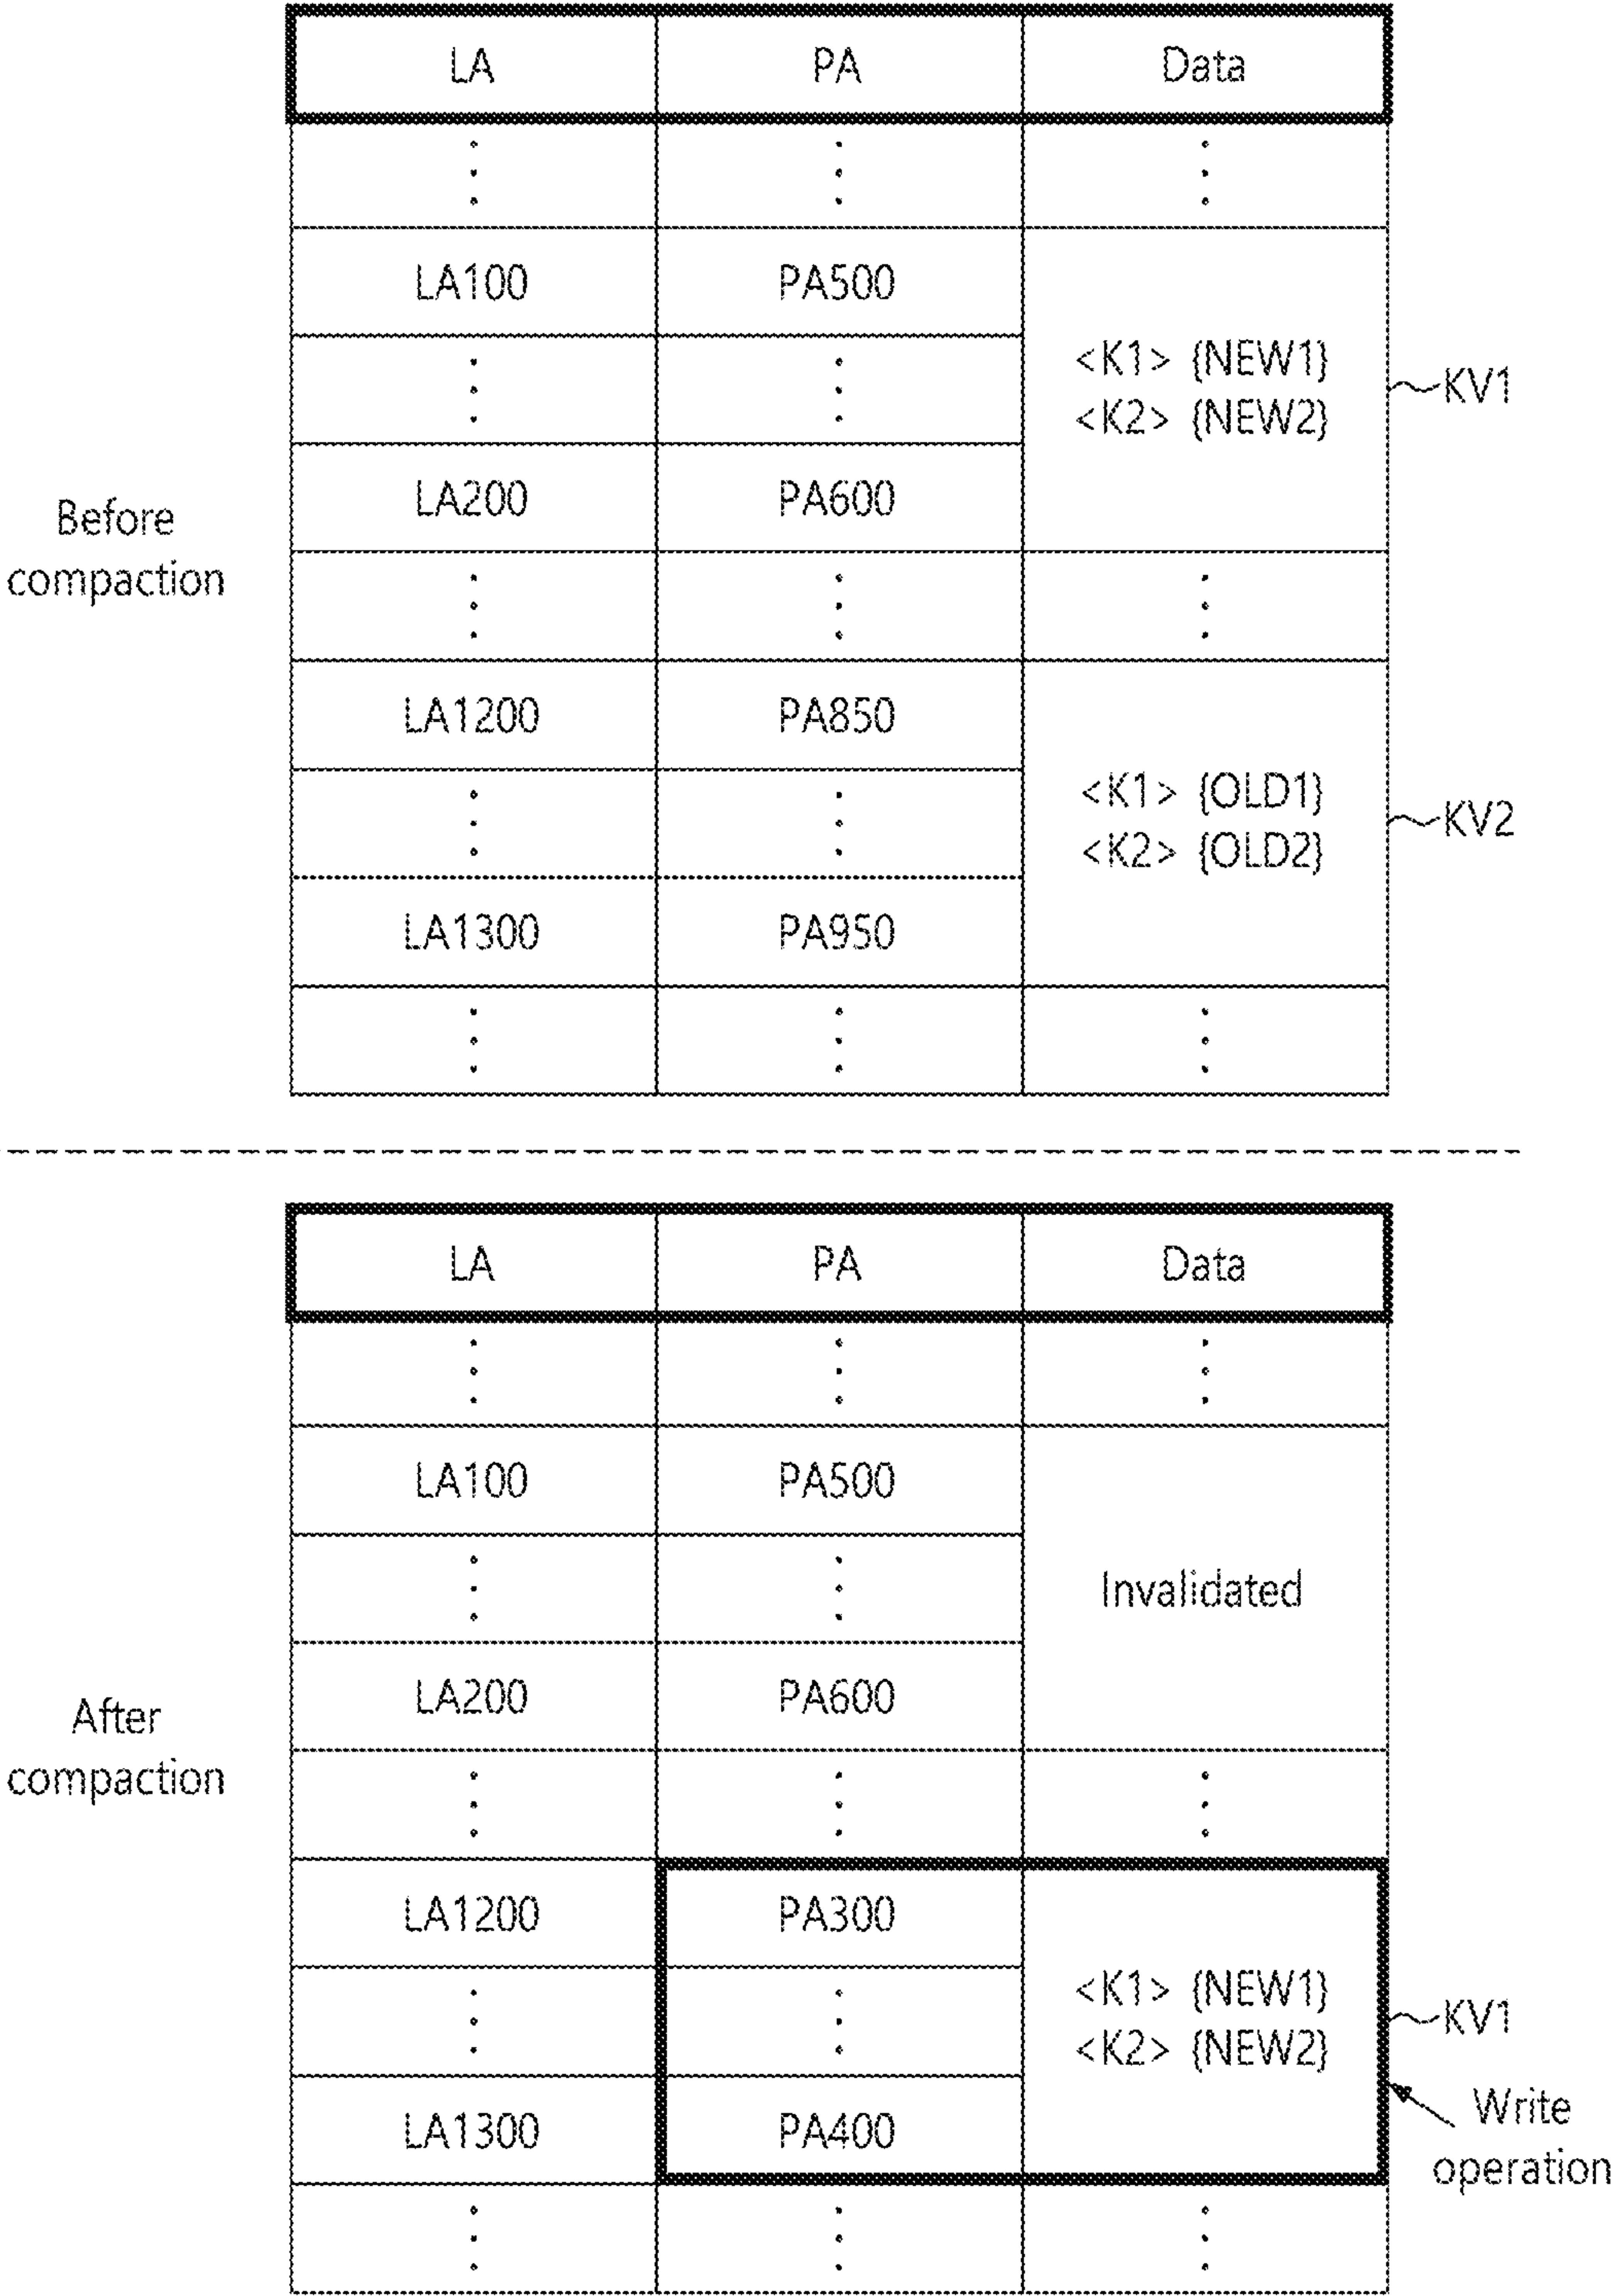 LA PA Data
LA100 PA500
<K1> {NEW1}
<K2> {NEW2}
KV1
LA200 PA600
Before
compaction
LA1200 PA850
<K1> {OLD1}
<K2> {OLD2}
KV2
LA1300 PA950
LA PA Data
LA100 PA500
Invalidated
LA200 PA600
After
compaction
LA1200 PA300
<K1> {NEW1}
<K2> {NEW2}
KV1
LA1300 PA400
Write
operation